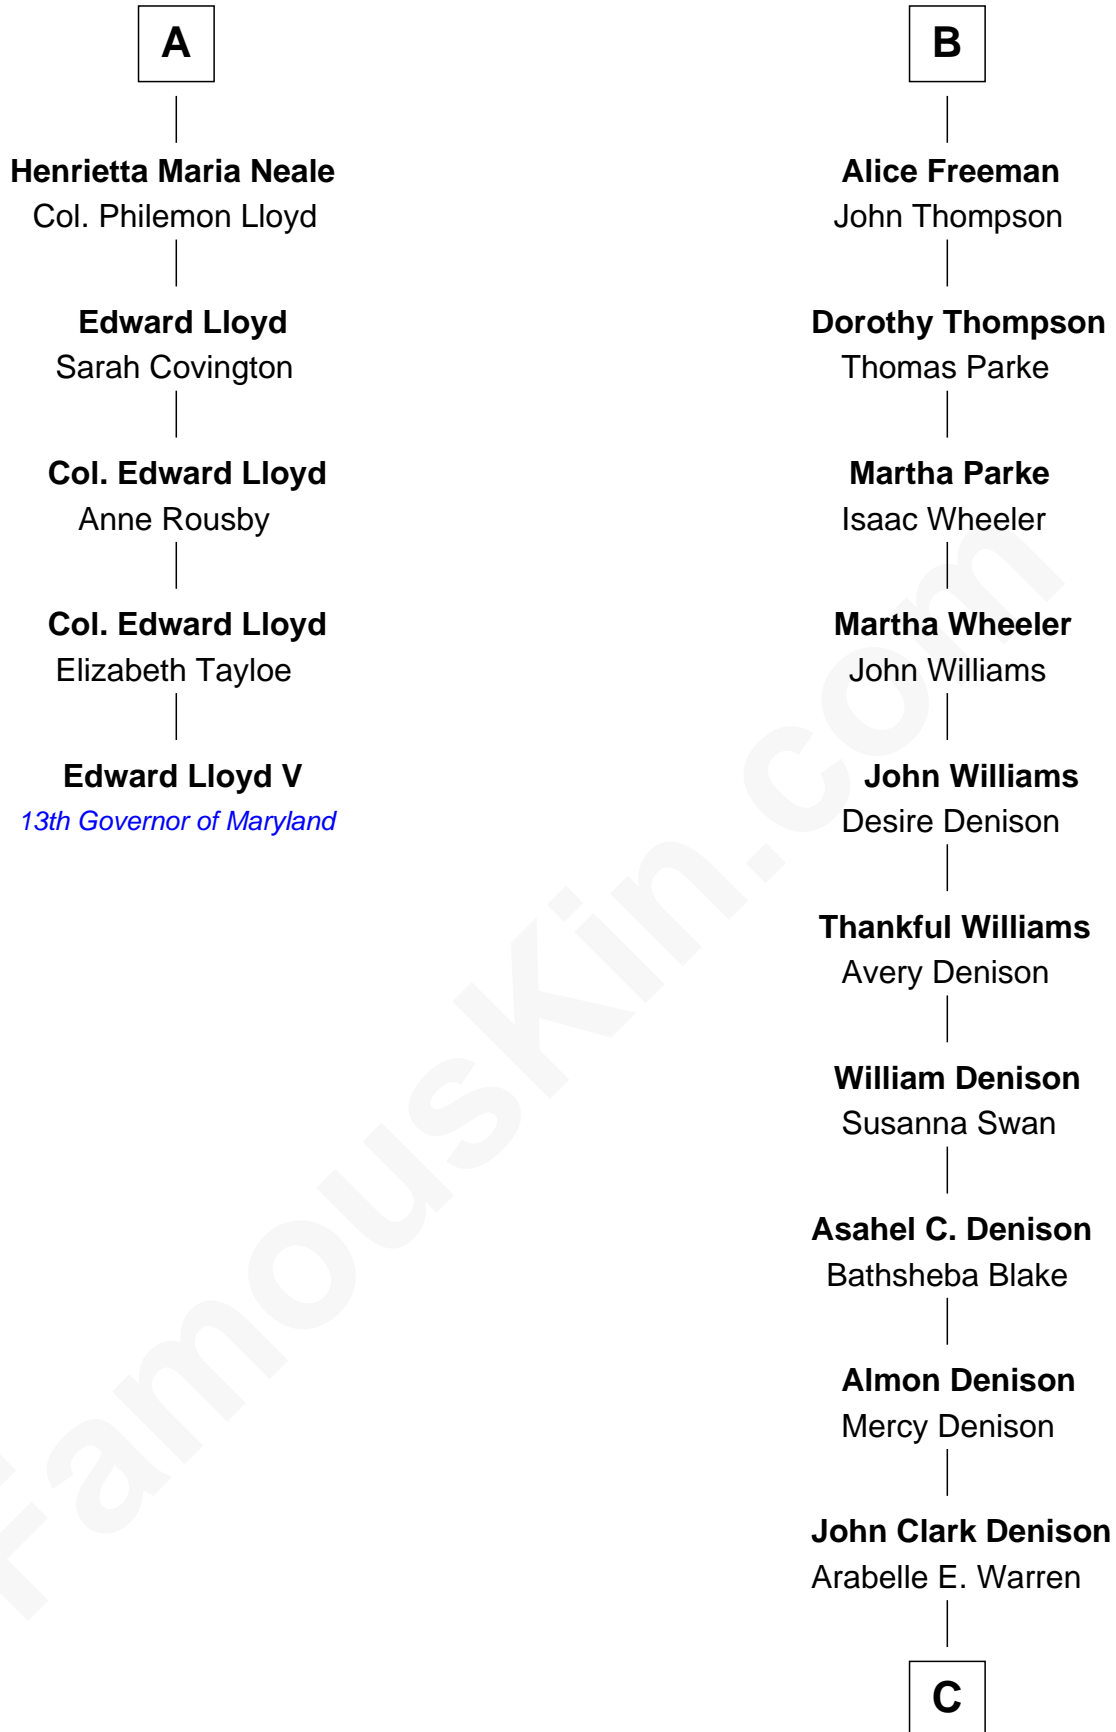 A
Henrietta Maria Neale
Col. Philemon Lloyd
Edward Lloyd
Sarah Covington
Col. Edward Lloyd
Anne Rousby
Col. Edward Lloyd
Elizabeth Tayloe
Edward Lloyd V
13th Governor of Maryland
B
Alice Freeman
John Thompson
Dorothy Thompson
Thomas Parke
Martha Parke
Isaac Wheeler
Martha Wheeler
John Williams
John Williams
Desire Denison
Thankful Williams
Avery Denison
William Denison
Susanna Swan
Asahel C. Denison
Bathsheba Blake
Almon Denison
Mercy Denison
John Clark Denison
Arabelle E. Warren
C
FamousKin.com